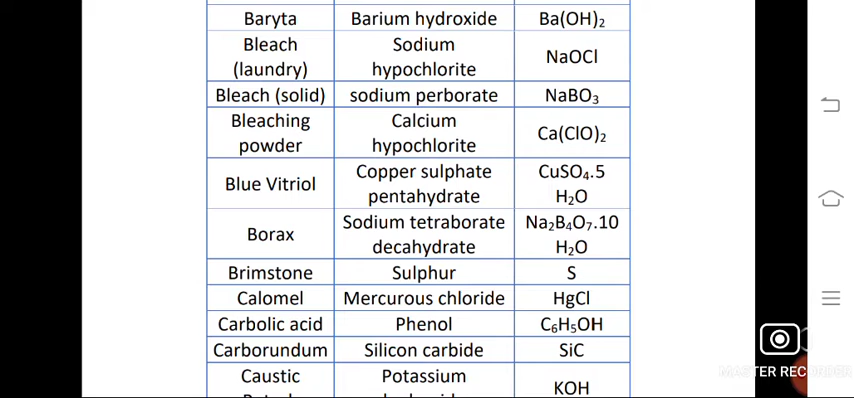 Baryta Barium hydroxide Ba(OH)₂
Bleach Sodium
(laundry) hypochlorite NaOCl
Bleach (solid) sodium perborate NaBO₃
Bleaching Calcium
powder hypochlorite Ca(ClO)₂
Blue Vitriol Copper sulphate CuSO₄.5
pentahydrate H₂O
Borax Sodium tetraborate Na₂B₄O₇.10
decahydrate H₂O
Brimstone Sulphur S
Calomel Mercurous chloride HgCl
Carbolic acid Phenol C₆H₅OH
Carborundum Silicon carbide SiC
Caustic Potassium KOH
MASTER RECORDER